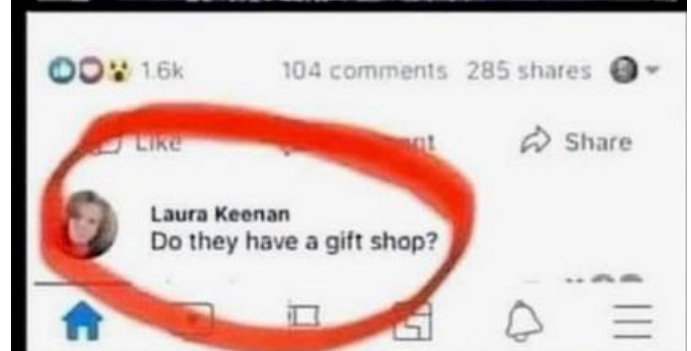 1.6k 104 comments 285 shares
Like Share
Laura Keenan
Do they have a gift shop?